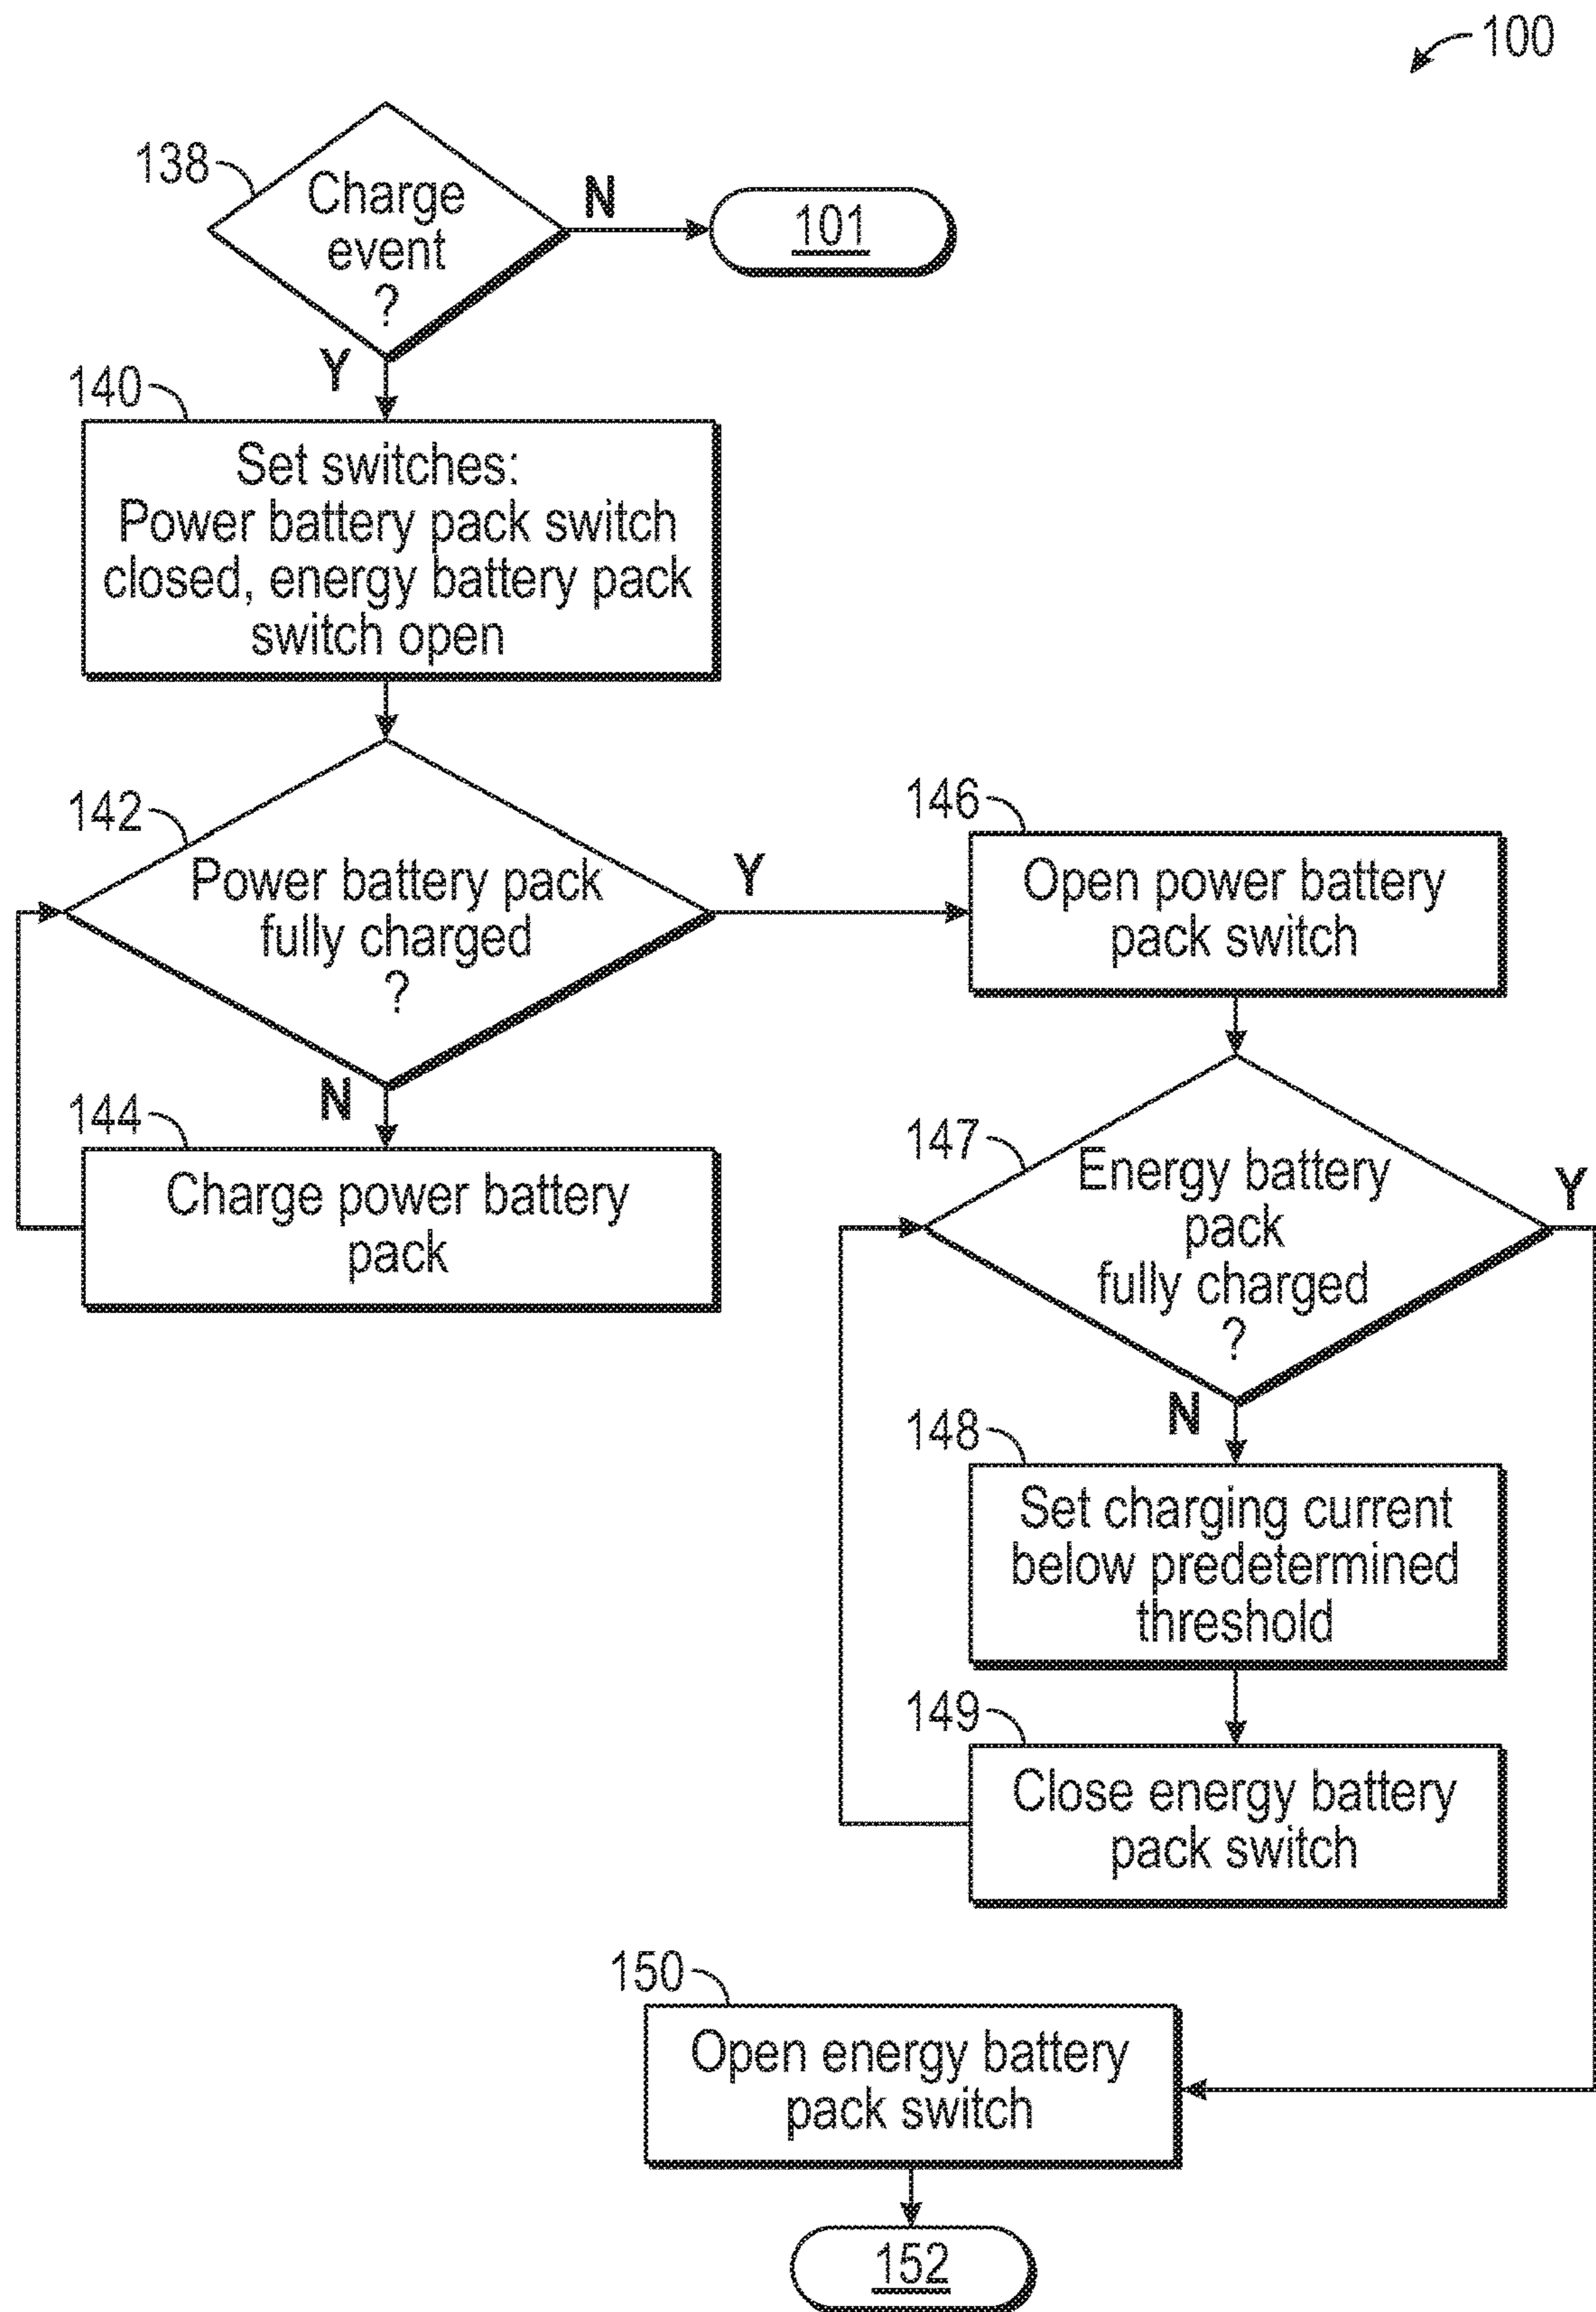 100
138
Charge
event
?
N
101
Y
140
Set switches:
Power battery pack switch
closed, energy battery pack
switch open
142
Power battery pack
fully charged
?
Y
N
144
Charge power battery
pack
146
Open power battery
pack switch
147
Energy battery
pack
fully charged
?
Y
N
148
Set charging current
below predetermined
threshold
149
Close energy battery
pack switch
150
Open energy battery
pack switch
152